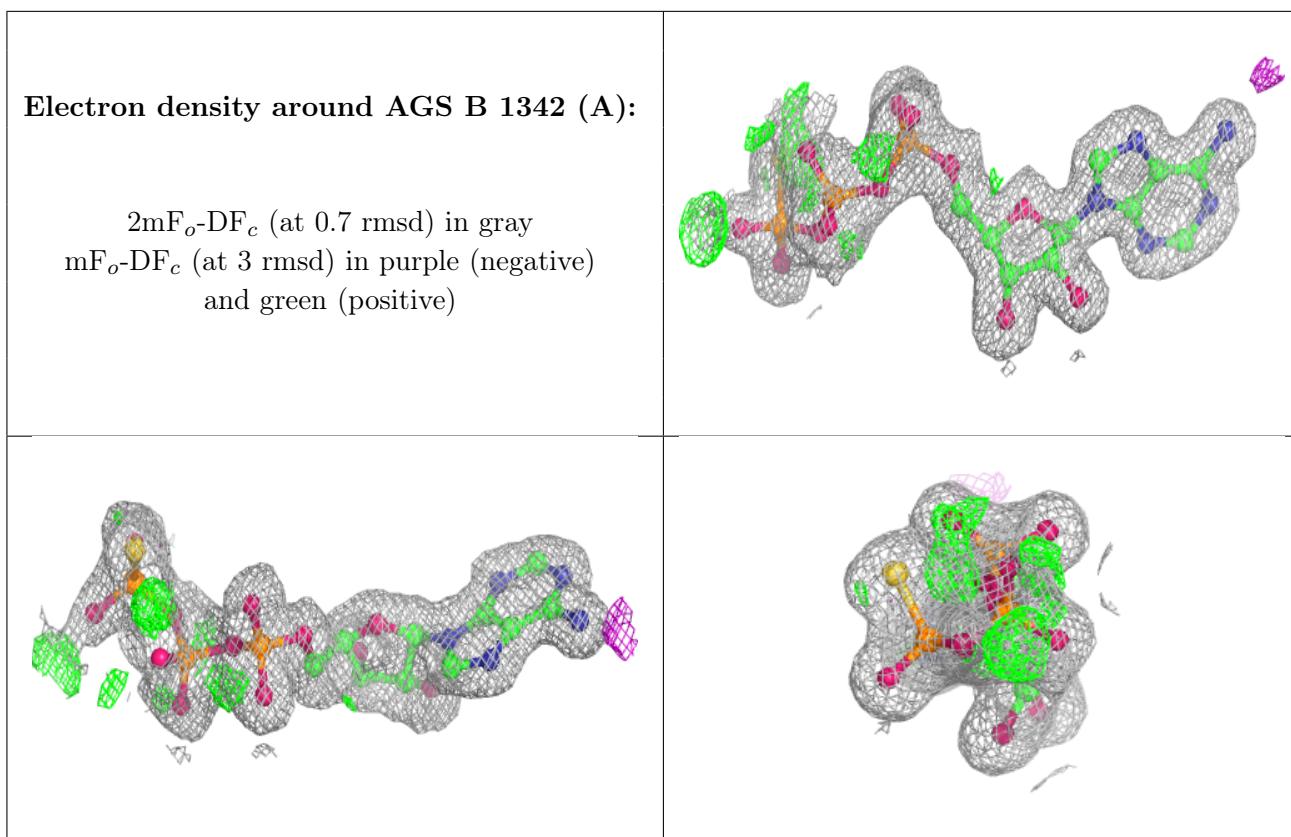 Electron density around AGS B 1342 (A):
2mFo-DFc (at 0.7 rmsd) in gray
mFo-DFc (at 3 rmsd) in purple (negative)
and green (positive)